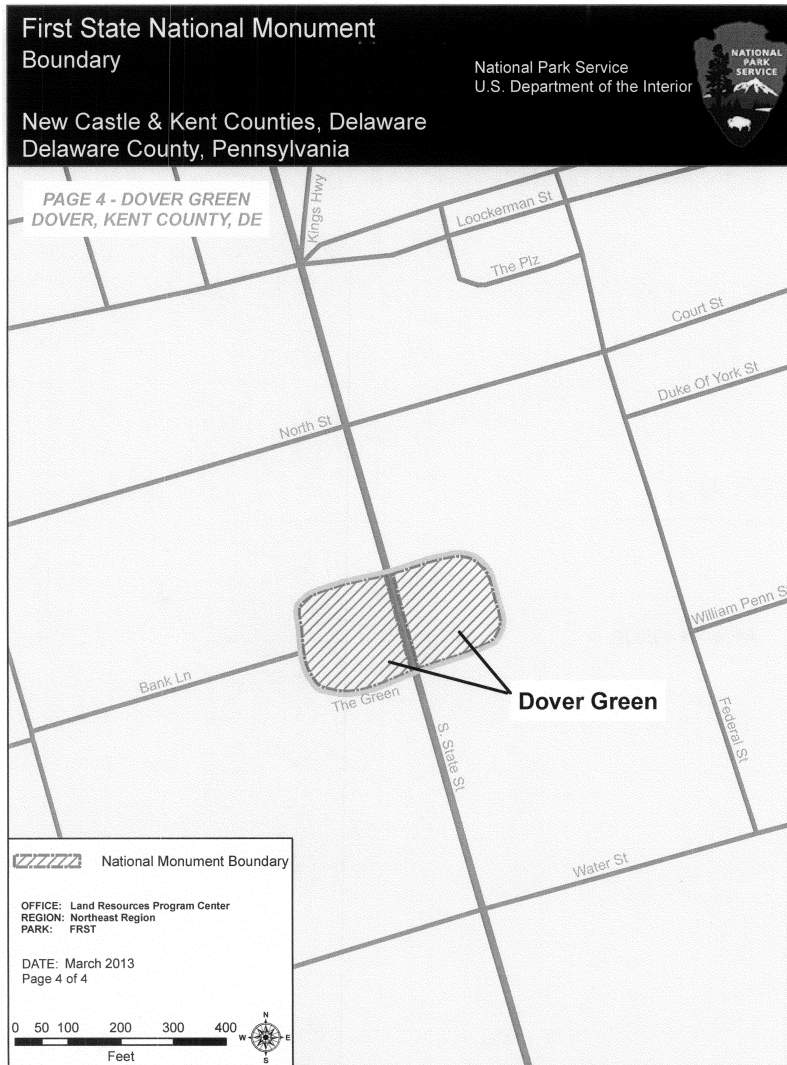 First State National Monument
Boundary
National Park Service
U.S. Department of the Interior
NATIONAL
PARK
SERVICE
New Castle & Kent Counties, Delaware
Delaware County, Pennsylvania
PAGE 4 - DOVER GREEN
DOVER, KENT COUNTY, DE
Kings Hwy
Loockerman St
The Plz
Court St
Duke Of York St
North St
William Penn S
Bank Ln
The Green
Dover Green
S. State St
Federal St
Water St
National Monument Boundary
OFFICE: Land Resources Program Center
REGION: Northeast Region
PARK: FRST
DATE: March 2013
Page 4 of 4
0 50 100 200 300 400
Feet
N
W E
S